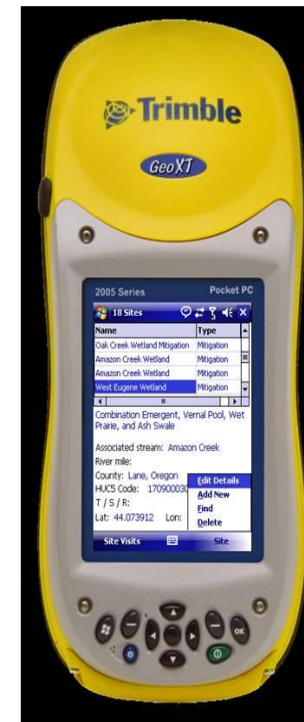 Trimble
GeoXT
2005 Series Pocket PC
18 Sites
Name Type
Oak Creek Wetland Mitigation Mitigation
Amazon Creek Wetland Mitigation
Amazon Creek Wetland Mitigation
West Eugene Wetland Mitigation
Combination Emergent, Vernal Pool, Wet
Prairie, and Ash Swale
Associated stream: Amazon Creek
River mile:
County: Lane, Oregon
HUC5 Code: 170900030
T / S / R:
Lat: 44.073912 Lon:
Edit Details
Add New
Find
Delete
Site Visits Site
OK